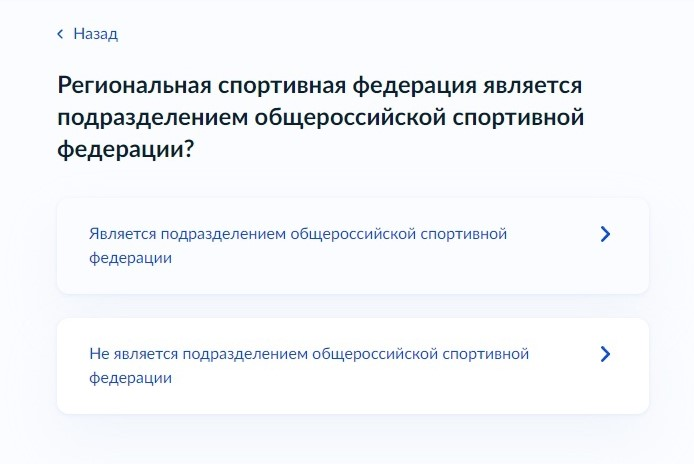 Назад
Региональная спортивная федерация является
подразделением общероссийской спортивной
федерации?
Является подразделением общероссийской спортивной
федерации
Не является подразделением общероссийской спортивной
федерации